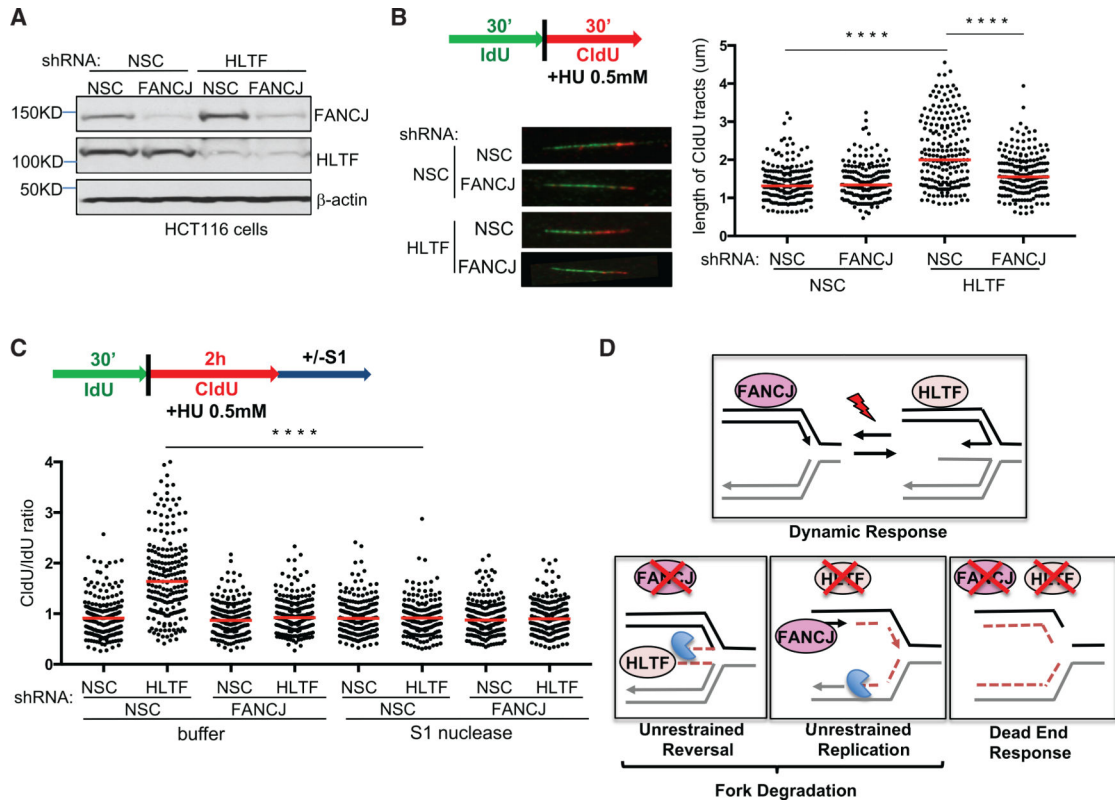 A
shRNA: NSC HLTF
NSC FANCJ NSC FANCJ
150KD FANCJ
100KD HLTF
50KD β-actin
HCT116 cells
B
30' 30'
IdU CldU
+HU 0.5mM
shRNA:
NSC NSC
FANCJ
HLTF NSC
FANCJ
length of CldU tracts (um)
5
4
3
2
1
0
* * * *
* * * *
shRNA: NSC FANCJ NSC FANCJ
NSC HLTF
C
30' 2h +/-S1
IdU CldU
+HU 0.5mM
* * * *
CldU/IdU ratio
4
3
2
1
0
shRNA: NSC HLTF NSC HLTF NSC HLTF NSC HLTF
NSC FANCJ NSC FANCJ
buffer S1 nuclease
D
FANCJ HLTF
Dynamic Response
FANCJ HLTF FANCJ HLTF
FANCJ
HLTF
Unrestrained Reversal
Unrestrained Replication
Dead End Response
Fork Degradation